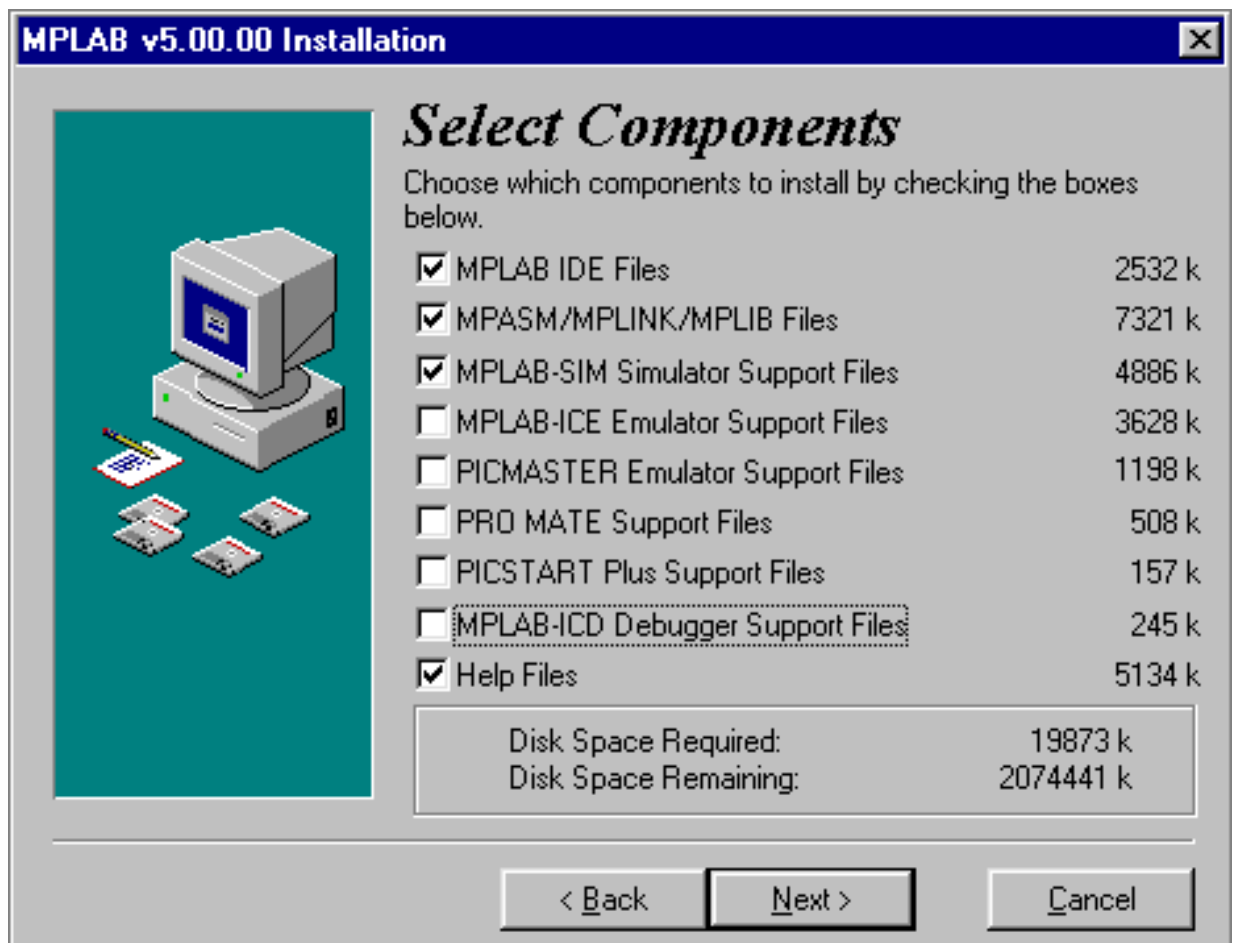 MPLAB v5.00.00 Installation
Select Components
Choose which components to install by checking the boxes
below.
MPLAB IDE Files 2532 k
MPASM/MPLINK/MPLIB Files 7321 k
MPLAB-SIM Simulator Support Files 4886 k
MPLAB-ICE Emulator Support Files 3628 k
PICMASTER Emulator Support Files 1198 k
PRO MATE Support Files 508 k
PICSTART Plus Support Files 157 k
MPLAB-ICD Debugger Support Files 245 k
Help Files 5134 k
Disk Space Required: 19873 k
Disk Space Remaining: 2074441 k
< Back Next > Cancel